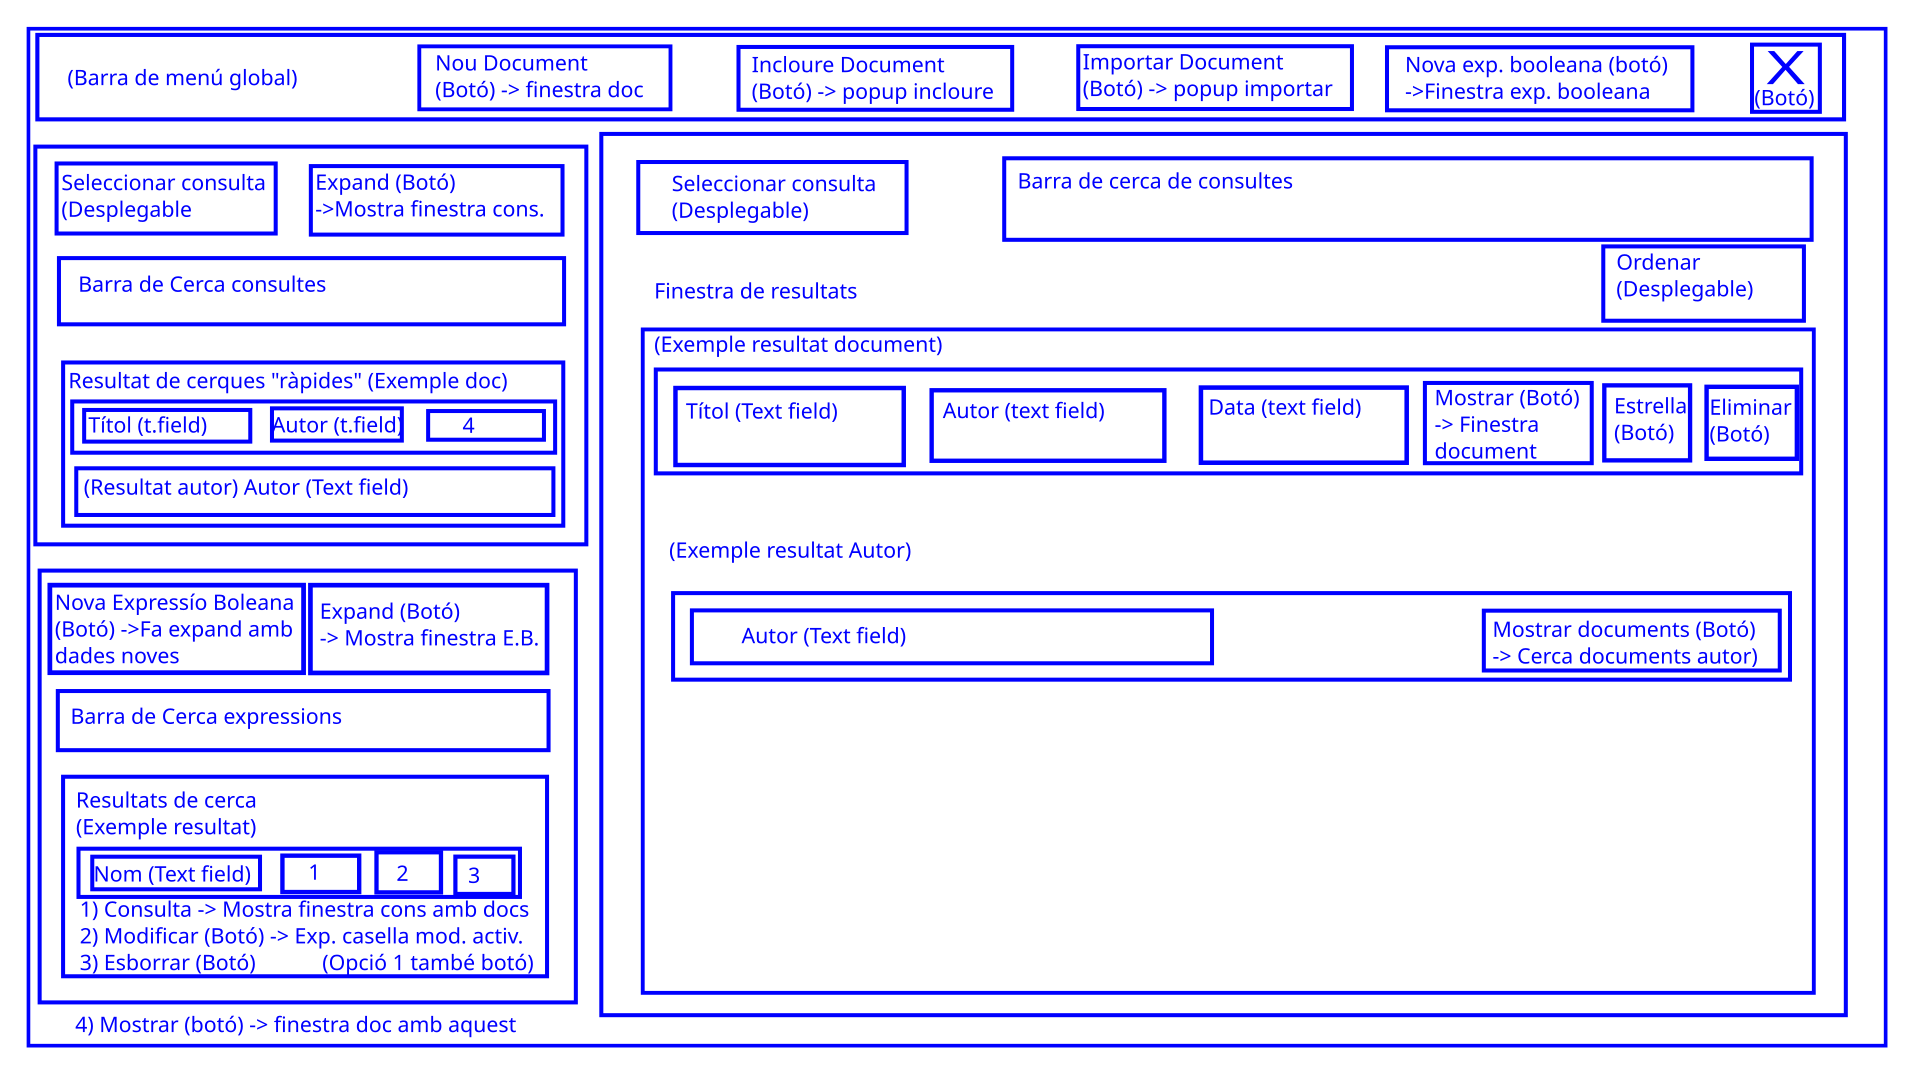 (Barra de menú global)
Nou Document
(Botó) -> finestra doc
Incloure Document
(Botó) -> popup incloure
Importar Document
(Botó) -> popup importar
Nova exp. booleana (botó)
->Finestra exp. booleana
X
(Botó)
Seleccionar consulta
(Desplegable
Expand (Botó)
->Mostra finestra cons.
Barra de Cerca consultes
Resultat de cerques "ràpides" (Exemple doc)
Títol (t.field)
Autor (t.field)
4
(Resultat autor) Autor (Text field)
Nova Expressío Boleana
(Botó) ->Fa expand amb
dades noves
Expand (Botó)
-> Mostra finestra E.B.
Barra de Cerca expressions
Resultats de cerca
(Exemple resultat)
Nom (Text field)
1
2
3
1) Consulta -> Mostra finestra cons amb docs
2) Modificar (Botó) -> Exp. casella mod. activ.
3) Esborrar (Botó) (Opció 1 també botó)
4) Mostrar (botó) -> finestra doc amb aquest
Seleccionar consulta
(Desplegable)
Barra de cerca de consultes
Finestra de resultats
Ordenar
(Desplegable)
(Exemple resultat document)
Títol (Text field)
Autor (text field)
Data (text field)
Mostrar (Botó)
-> Finestra
document
Estrella
(Botó)
Eliminar
(Botó)
(Exemple resultat Autor)
Autor (Text field)
Mostrar documents (Botó)
-> Cerca documents autor)